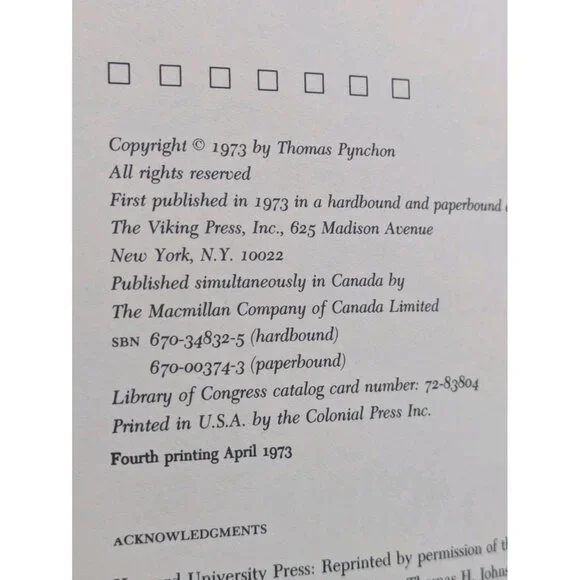 Copyright © 1973 by Thomas Pynchon
All rights reserved
First published in 1973 in a hardbound and paperbound
The Viking Press, Inc., 625 Madison Avenue
New York, N.Y. 10022
Published simultaneously in Canada by
The Macmillan Company of Canada Limited
SBN 670-34832-5 (hardbound)
670-00374-3 (paperbound)
Library of Congress catalog card number: 72-83804
Printed in U.S.A. by the Colonial Press Inc.
Fourth printing April 1973
ACKNOWLEDGMENTS
University Press: Reprinted by permission of
H.